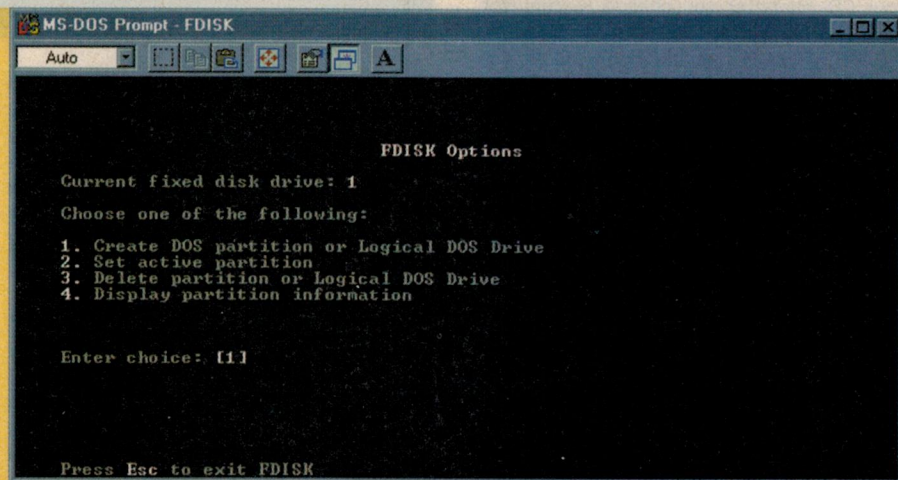 MS-DOS Prompt - FDISK
Auto
A
FDISK Options
Current fixed disk drive: 1
Choose one of the following:
1. Create DOS partition or Logical DOS Drive
2. Set active partition
3. Delete partition or Logical DOS Drive
4. Display partition information
Enter choice: [1]
Press Esc to exit FDISK